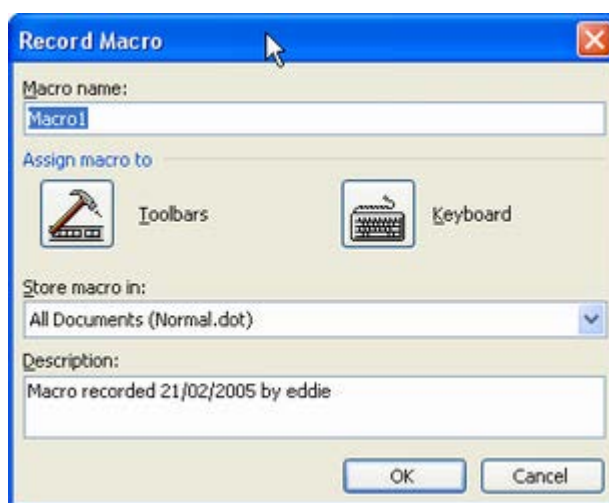 Record Macro
Macro name:
Macro1
Assign macro to
Toolbars
Keyboard
Store macro in:
All Documents (Normal.dot)
Description:
Macro recorded 21/02/2005 by eddie
OK
Cancel